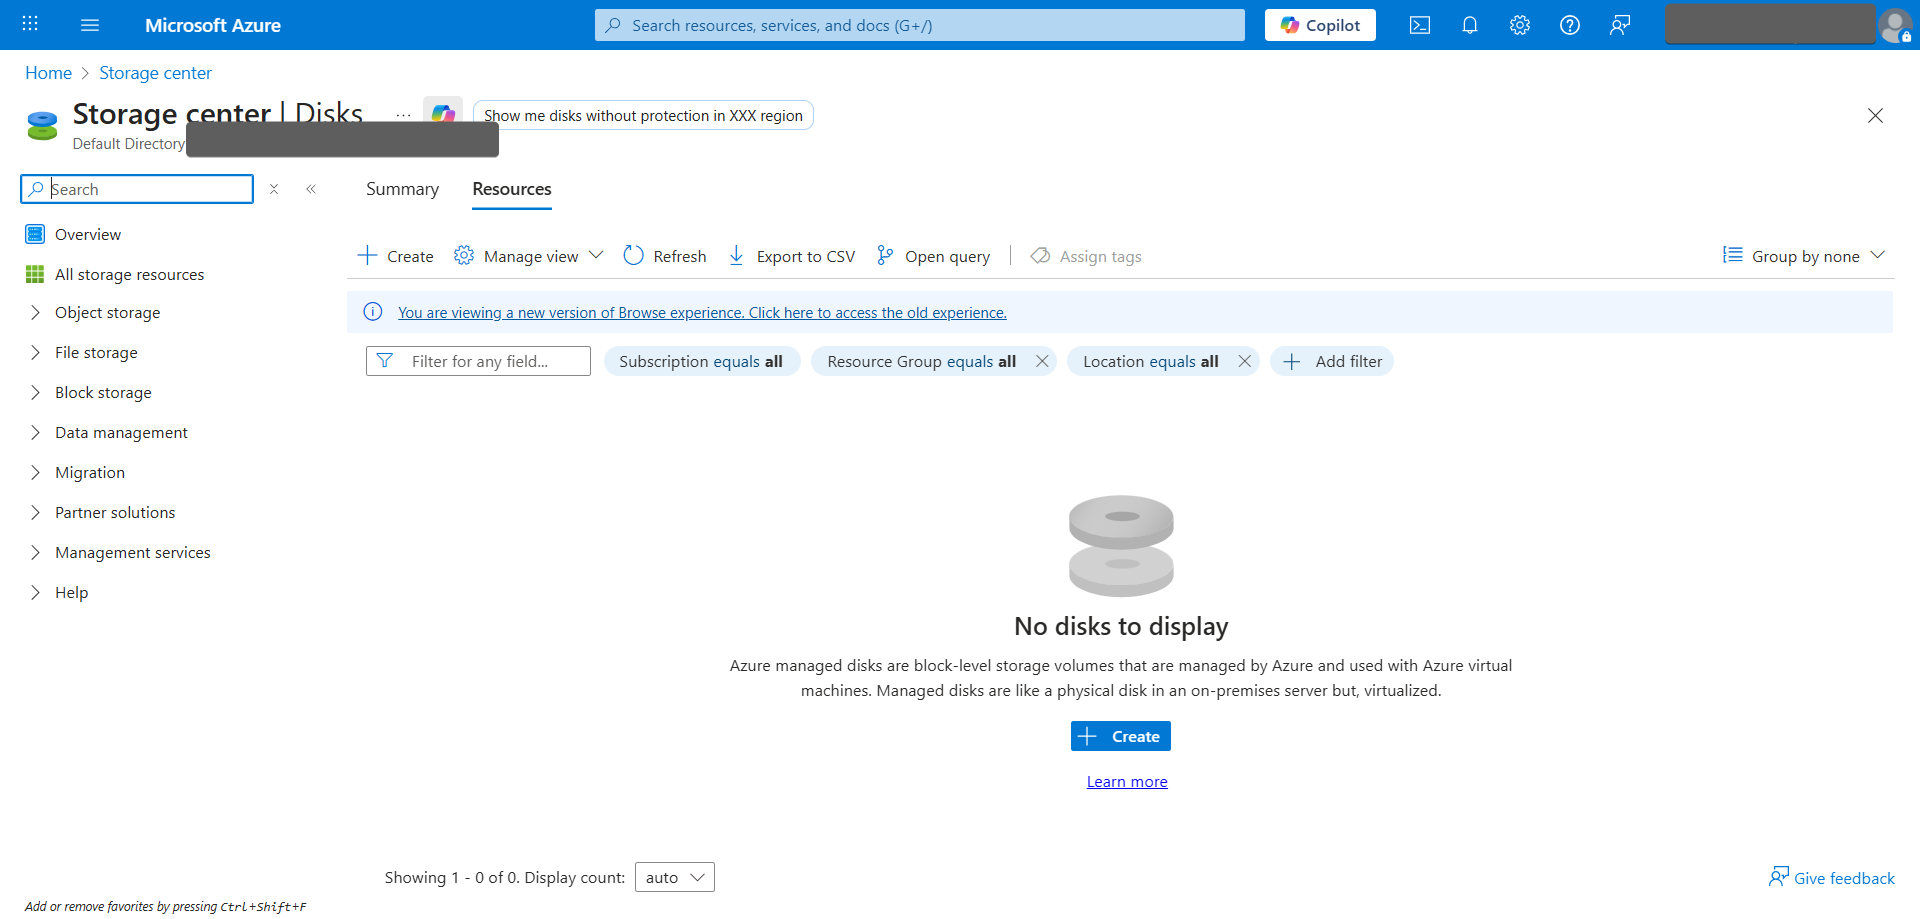 Microsoft Azure
Search resources, services, and docs (G+/)
Copilot
Home > Storage center
Storage center | Disks
...
Show me disks without protection in XXX region
Default Directory
Search
Overview
All storage resources
Object storage
File storage
Block storage
Data management
Migration
Partner solutions
Management services
Help
Summary
Resources
Create
Manage view
Refresh
Export to CSV
Open query
Assign tags
Group by none
You are viewing a new version of Browse experience. Click here to access the old experience.
Filter for any field...
Subscription equals all
Resource Group equals all
Location equals all
Add filter
No disks to display
Azure managed disks are block-level storage volumes that are managed by Azure and used with Azure virtual
machines. Managed disks are like a physical disk in an on-premises server but, virtualized.
Create
Learn more
Showing 1 - 0 of 0. Display count:
auto
Give feedback
Add or remove favorites by pressing Ctrl+Shift+F